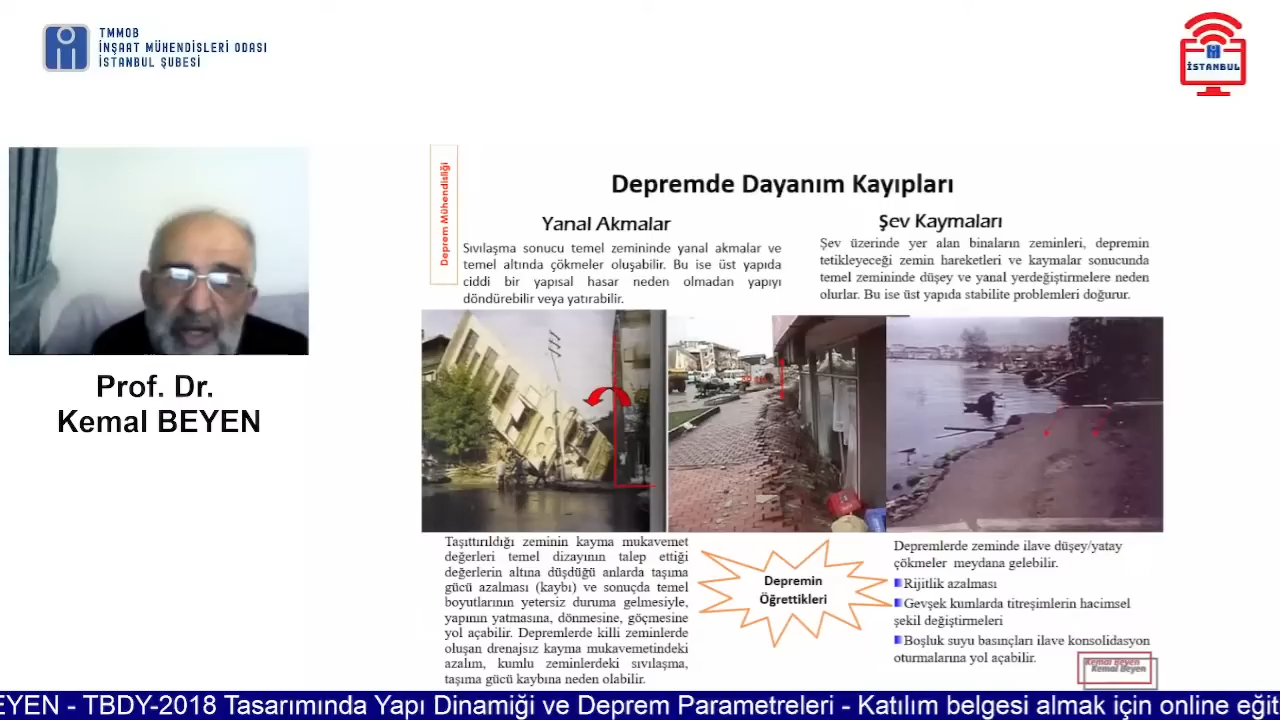 TMMOB
İNŞAAT MÜHENDİSLERİ ODASI
İSTANBUL ŞUBESİ
İSTANBUL
Prof. Dr.
Kemal BEYEN
Deprem Mühendisliği
Depremde Dayanım Kayıpları
Yanal Akmalar
Sıvılaşma sonucu temel zemininde yanal akmalar ve
temel altında çökmeler oluşabilir. Bu ise üst yapıda
ciddi bir yapısal hasar neden olmadan yapıyı
döndürebilir veya yatırabilir.
Şev Kaymaları
Şev üzerinde yer alan binaların zeminleri, depremin
tetikleyeceği zemin hareketleri ve kaymalar sonucunda
temel zemininde düşey ve yanal yerdeğiştirmelere neden
olurlar. Bu ise üst yapıda stabilite problemleri doğurur.
Taşıttırıldığı zeminin kayma mukavemet
değerleri temel dizayının talep ettiği
değerlerin altına düşdüğü anlarda taşıma
gücü azalması (kaybı) ve sonuçda temel
boyutlarının yetersiz duruma gelmesiyle,
yapının yatmasına, dönmesine, göçmesine
yol açabilir. Depremlerde killi zeminlerde
oluşan drenajsız kayma mukavemetindeki
azalım, kumlu zeminlerdeki sıvılaşma,
taşıma gücü kaybına neden olabilir.
Depremin
Öğrettikleri
Depremlerde zeminde ilave düşey/yatay
çökmeler meydana gelebilir.
Rijitlik azalması
Gevşek kumlarda titreşimlerin hacimsel
şekil değiştirmeleri
Boşluk suyu basınçları ilave konsolidasyon
oturmalarına yol açabilir.
Kemal Beyen
Kemal Beyen
EYEN - TBDY-2018 Tasarımında Yapı Dinamiği ve Deprem Parametreleri - Katılım belgesi almak için online eğit